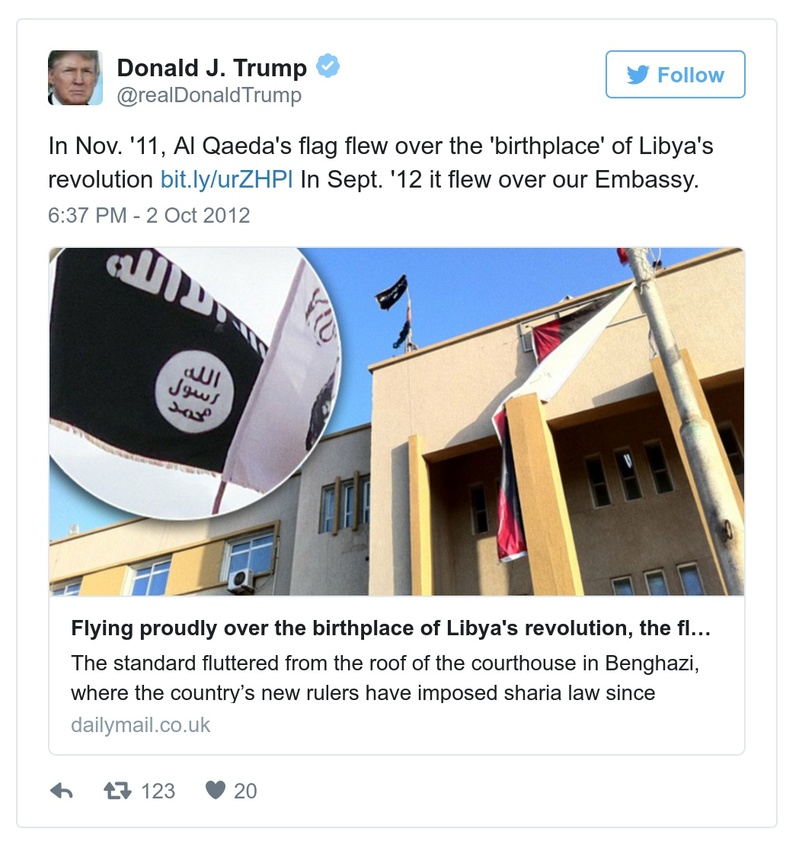 Donald J. Trump
@realDonaldTrump
Follow
In Nov. '11, Al Qaeda's flag flew over the 'birthplace' of Libya's
revolution bit.ly/urZHPl In Sept. '12 it flew over our Embassy.
6:37 PM - 2 Oct 2012
الله
رسول
محمد
Flying proudly over the birthplace of Libya's revolution, the fl…
The standard fluttered from the roof of the courthouse in Benghazi,
where the country's new rulers have imposed sharia law since
dailymail.co.uk
123
20